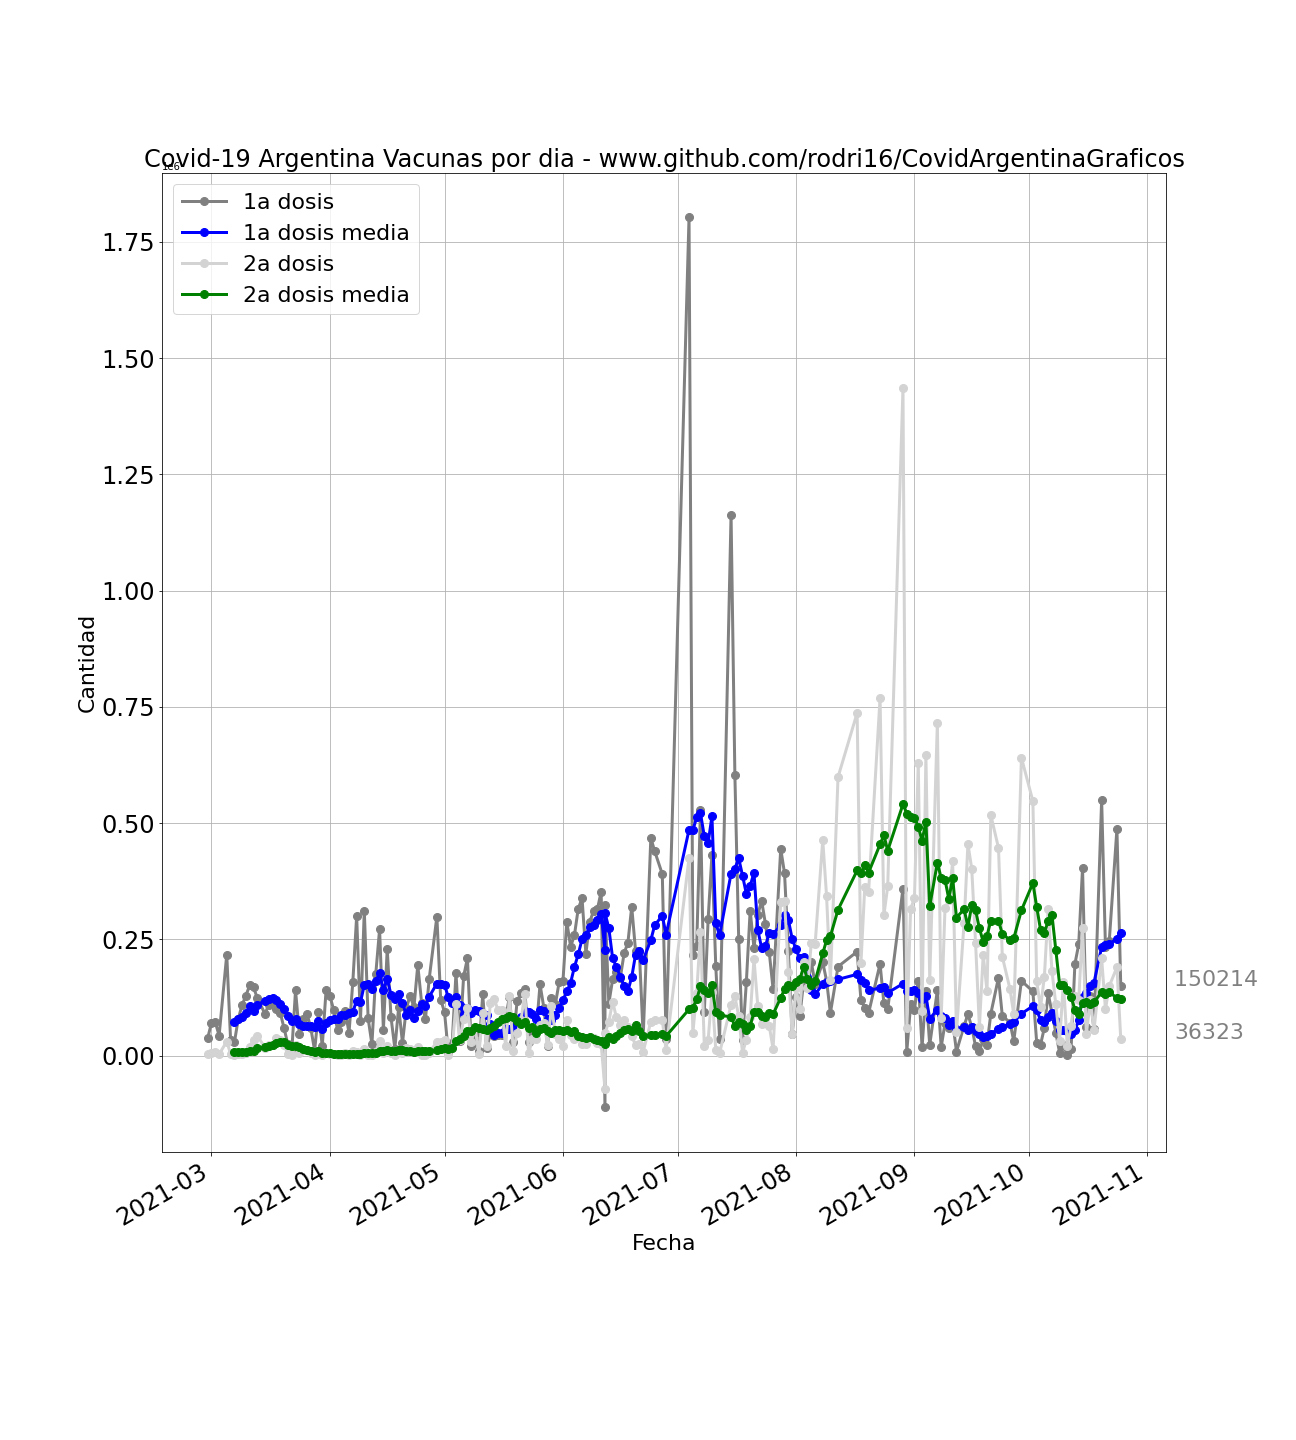 Covid-19 Argentina Vacunas por dia - www.github.com/rodri16/CovidArgentinaGraficos
1e6
1a dosis
1a dosis media
2a dosis
2a dosis media
1.75
1.50
1.25
1.00
0.75
0.50
0.25
0.00
Cantidad
150214
36323
2021-03
2021-04
2021-05
2021-06
2021-07
2021-08
2021-09
2021-10
2021-11
Fecha